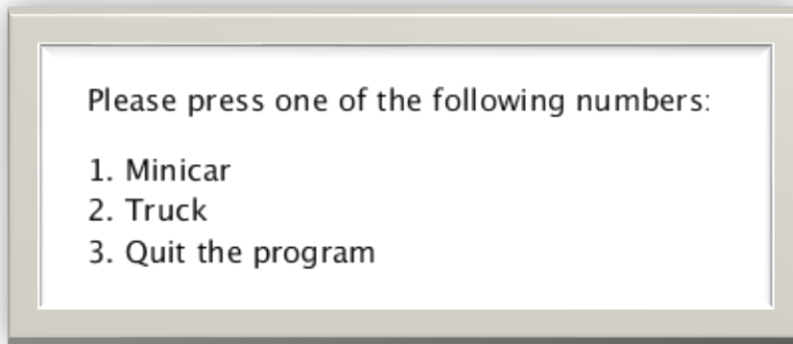 Please press one of the following numbers:
1. Minicar
2. Truck
3. Quit the program